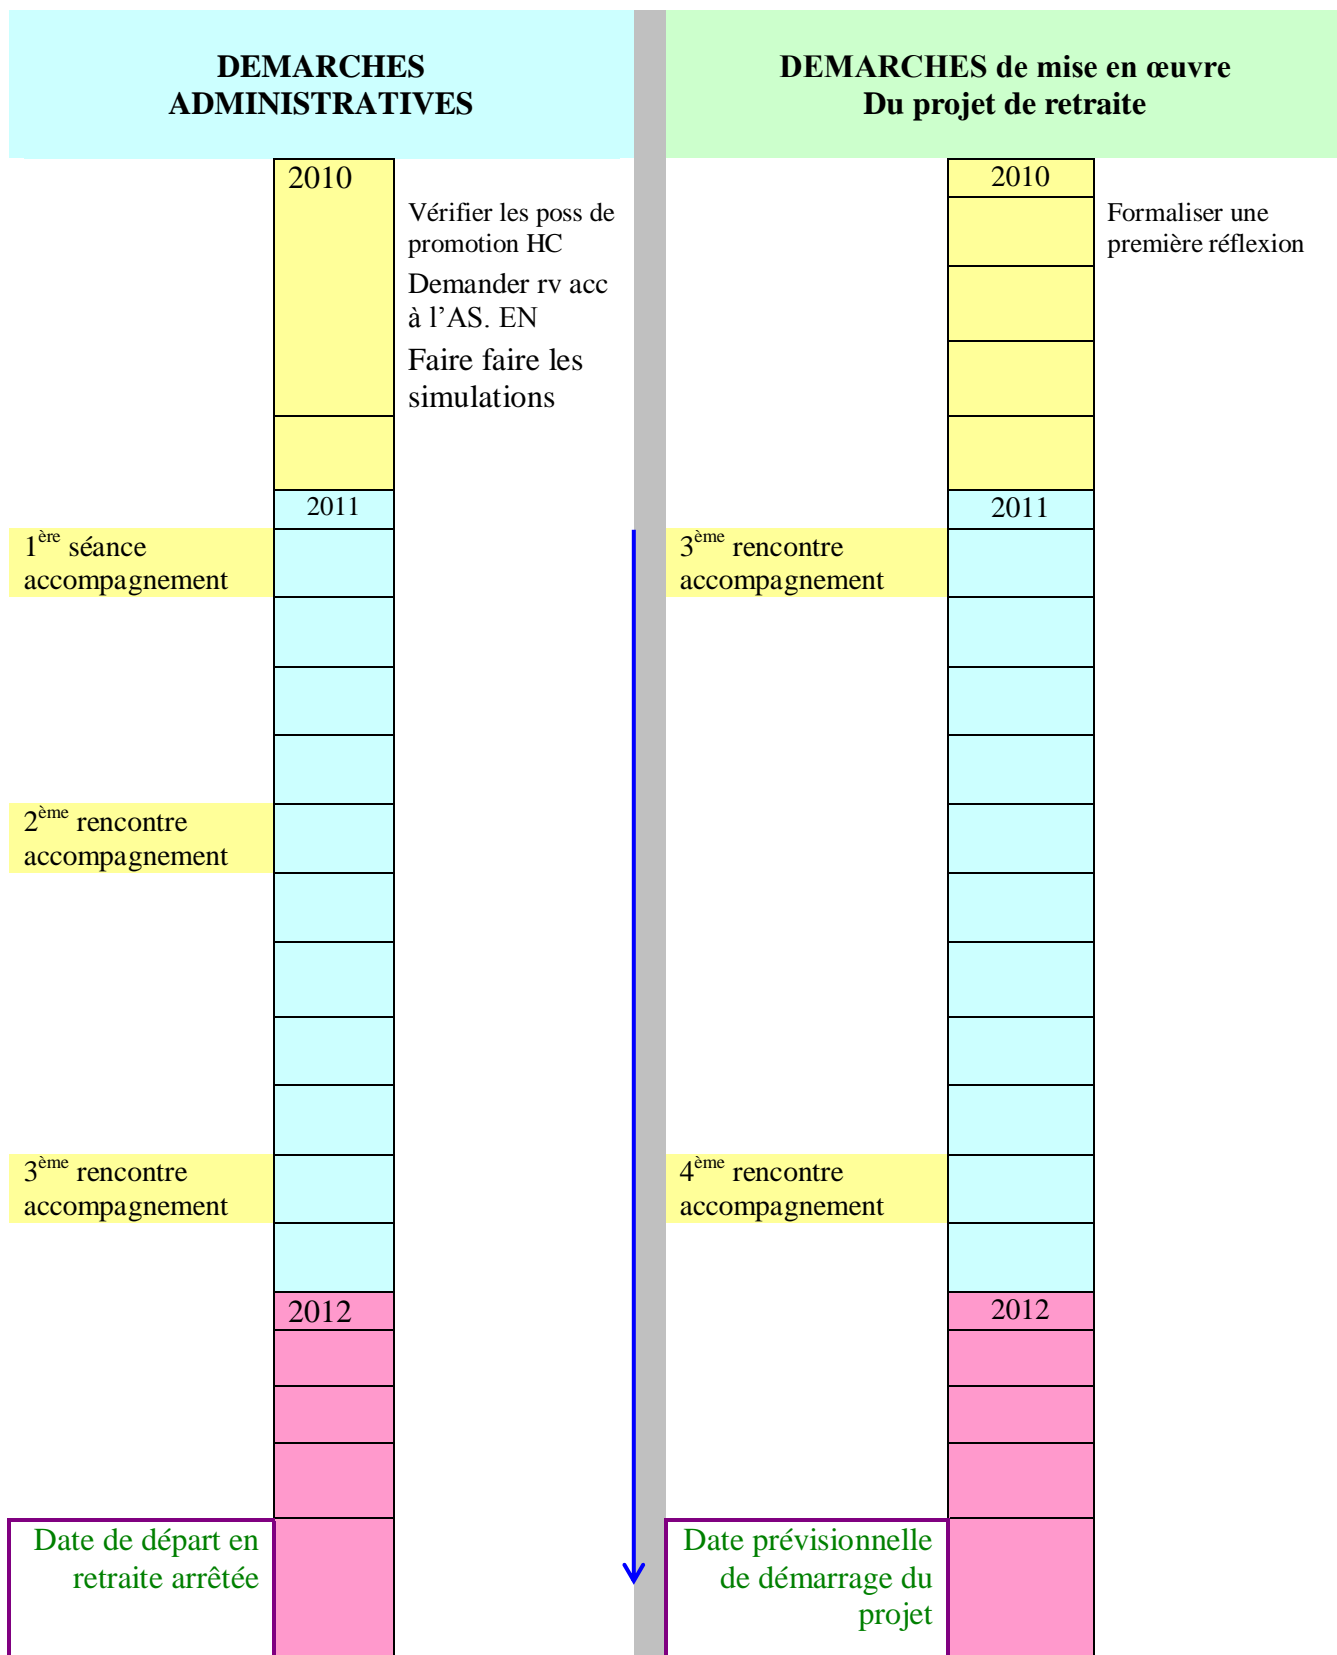 DEMARCHES
ADMINISTRATIVES
DEMARCHES de mise en œuvre
Du projet de retraite
2010
Vérifier les poss de
promotion HC
Demander rv acc
à l’AS. EN
Faire faire les
simulations
2010
Formaliser une
première réflexion
2011
2011
1ère séance
accompagnement
3ème rencontre
accompagnement
2ème rencontre
accompagnement
3ème rencontre
accompagnement
4ème rencontre
accompagnement
2012
2012
Date de départ en
retraite arrêtée
Date prévisionnelle
de démarrage du
projet